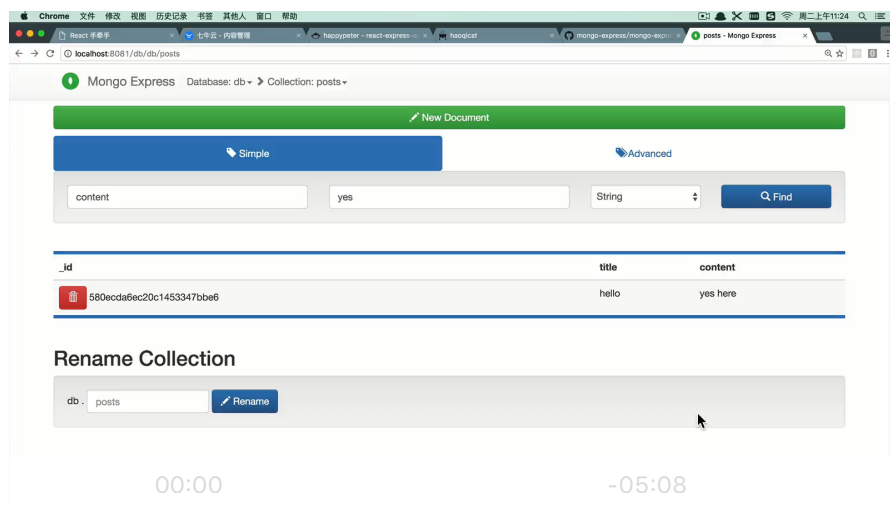 Chrome 文件 修改 视图 历史记录 书签 其他人 窗口 帮助 周二上午11:24
React 手牵手 七牛云 - 内容管理 happypeter - react-express- haoqicat mongo-express/mongo-expr posts - Mongo Express
localhost:8081/db/db/posts
Mongo Express Database: db Collection: posts
New Document
Simple Advanced
content yes String Find
_id title content
580ecda6ec20c1453347bbe6 hello yes here
Rename Collection
db . posts Rename
00:00 -05:08